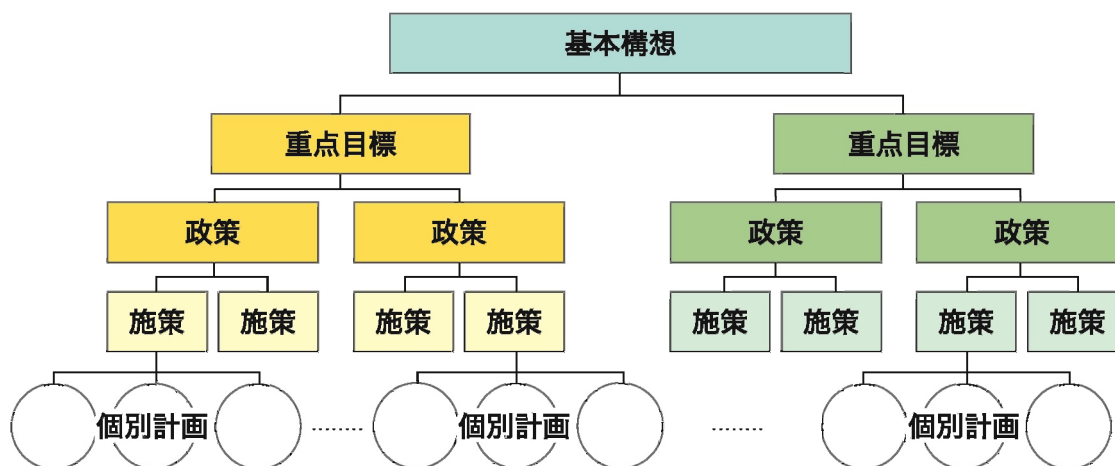 基本構想
重点目標
重点目標
政策
政策
政策
政策
施策
施策
施策
施策
施策
施策
施策
施策
個別計画
........
個別計画
........
個別計画